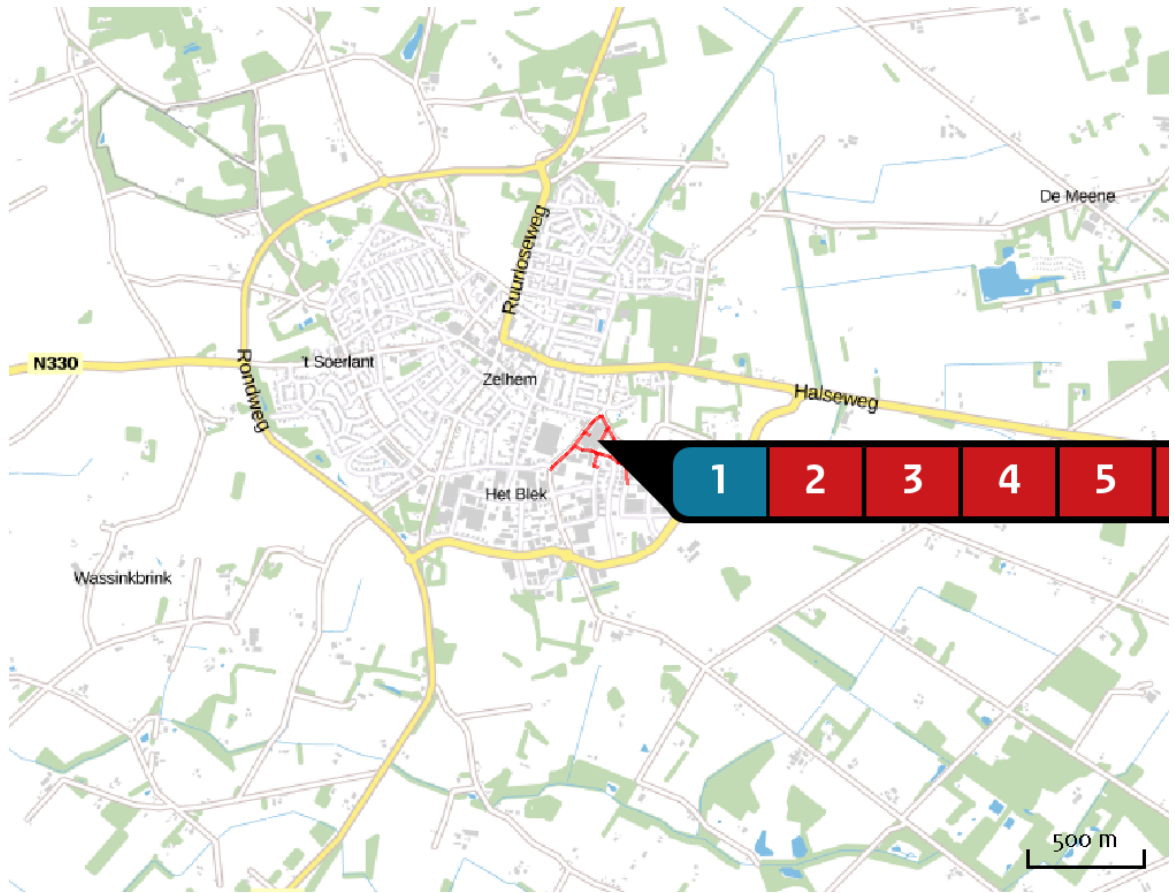 De Meene
Ruurloseweg
N330
't Soerlant
Zelhem
Rondweg
Halseweg
1 2 3 4 5
Het Blek
Wassinkbrink
500 m